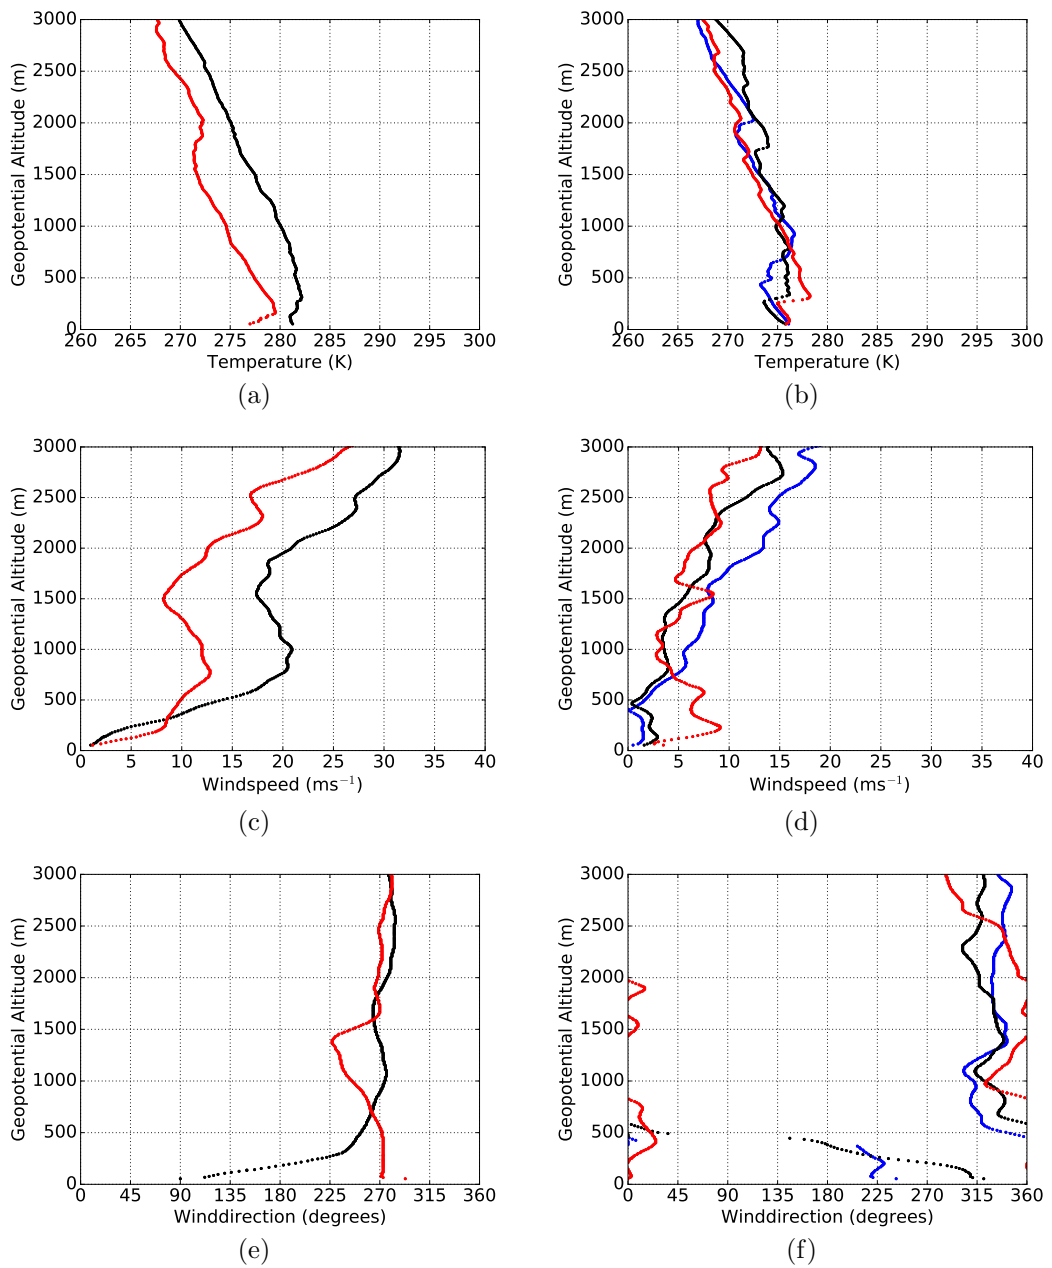 3000
2500
2000
1500
1000
500
0
Geopotential Altitude (m)
260 265 270 275 280 285 290 295 300
Temperature (K)
(a)
3000
2500
2000
1500
1000
500
0
Geopotential Altitude (m)
260 265 270 275 280 285 290 295 300
Temperature (K)
(b)
3000
2500
2000
1500
1000
500
0
Geopotential Altitude (m)
0 5 10 15 20 25 30 35 40
Windspeed (ms⁻¹)
(c)
3000
2500
2000
1500
1000
500
0
Geopotential Altitude (m)
0 5 10 15 20 25 30 35 40
Windspeed (ms⁻¹)
(d)
3000
2500
2000
1500
1000
500
0
Geopotential Altitude (m)
0 45 90 135 180 225 270 315 360
Winddirection (degrees)
(e)
3000
2500
2000
1500
1000
500
0
Geopotential Altitude (m)
0 45 90 135 180 225 270 315 360
Winddirection (degrees)
(f)